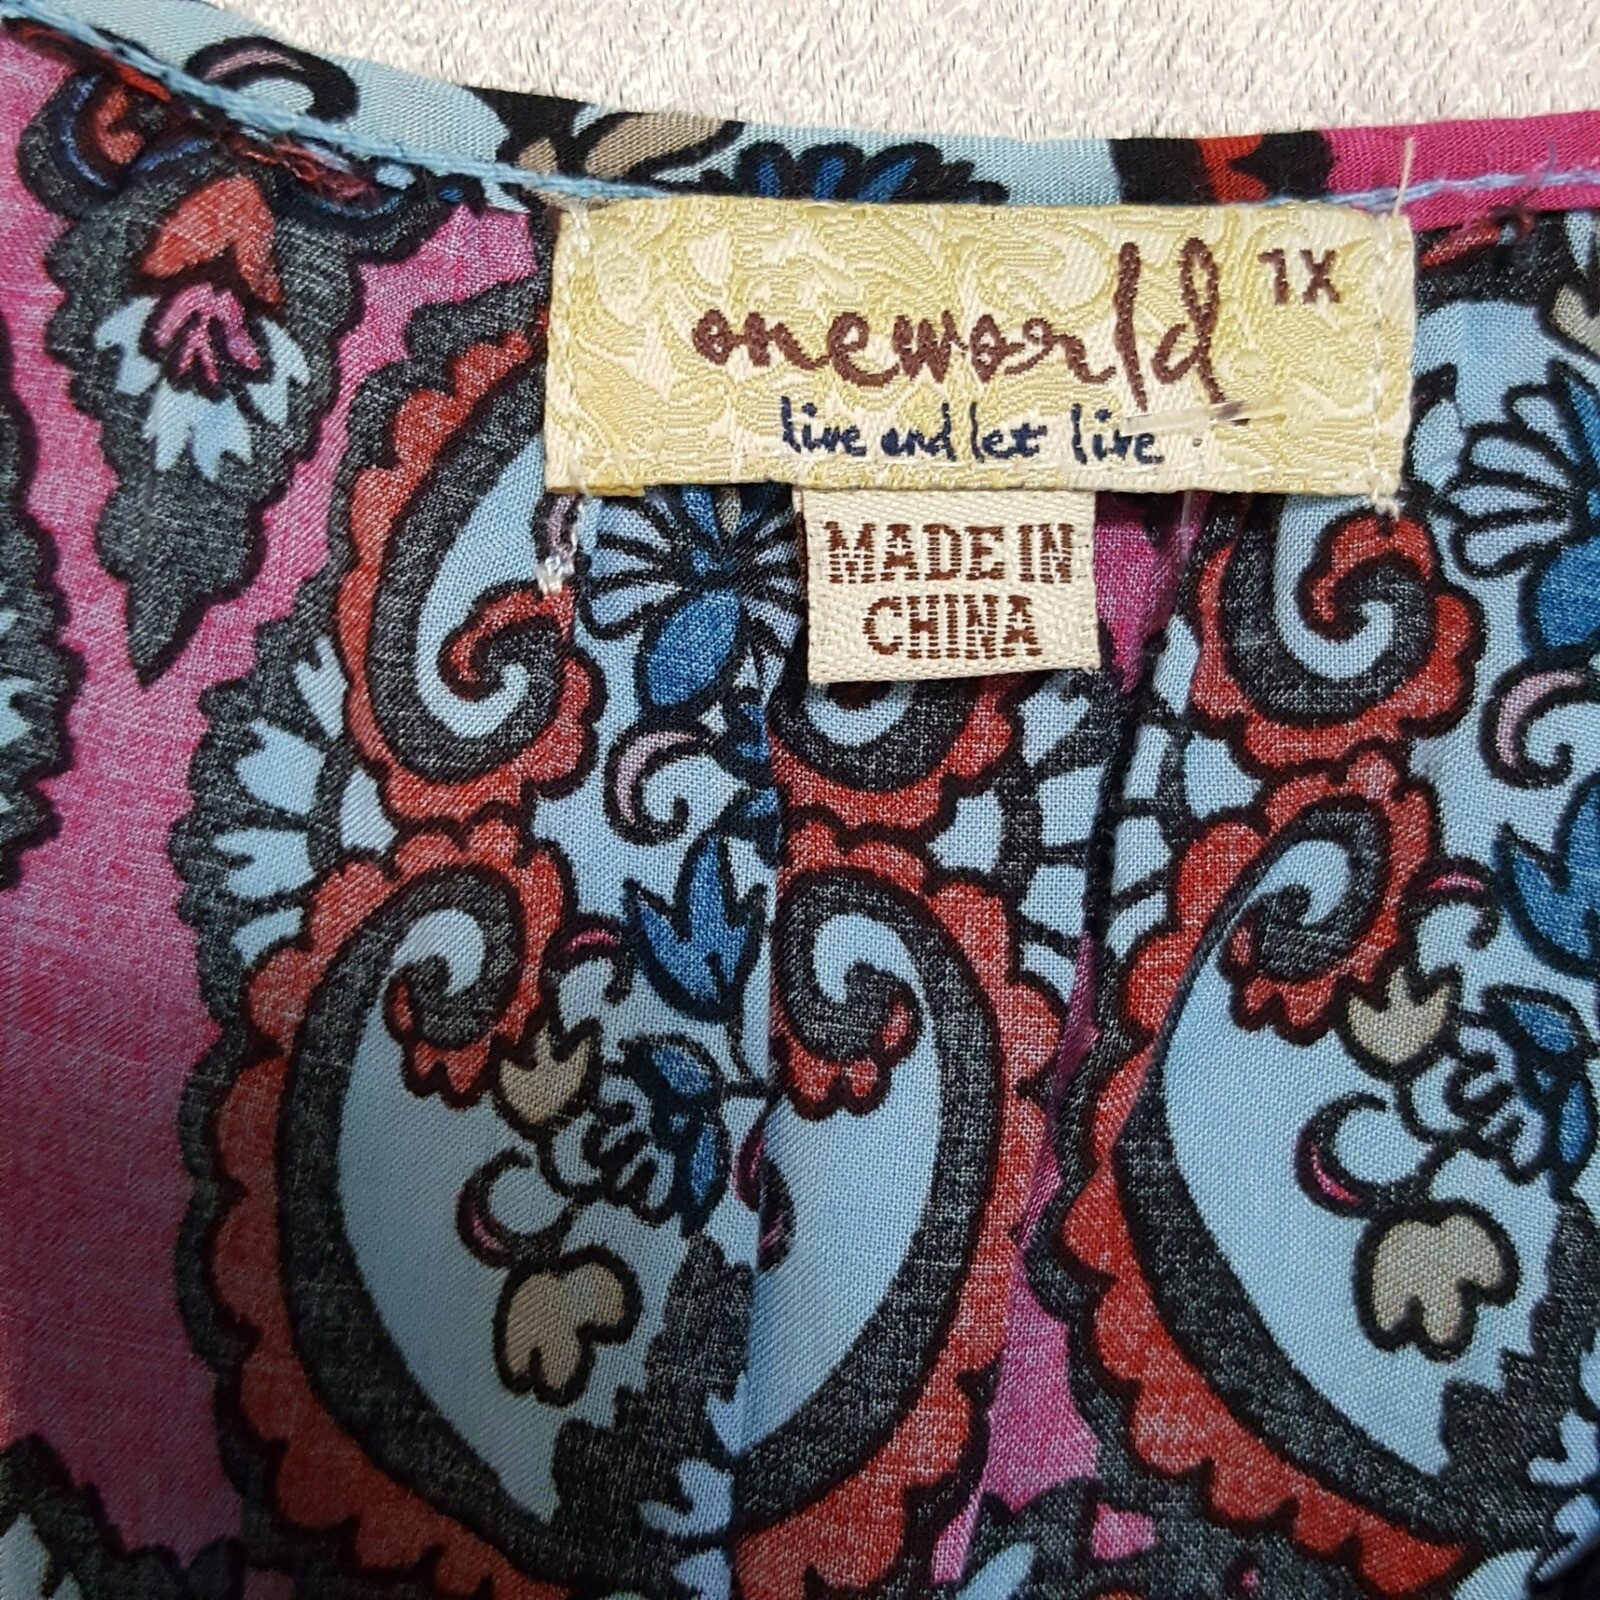 oneworld 1X
live and let live
MADE IN
CHINA